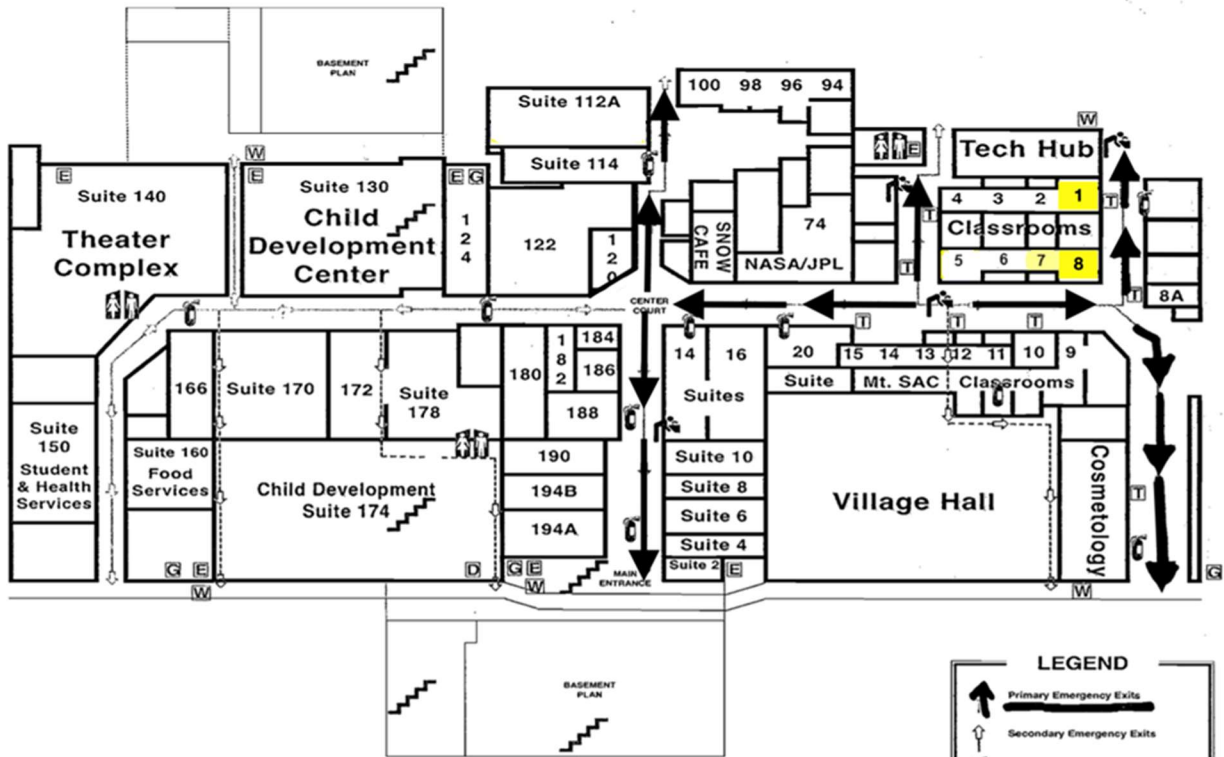 BASEMENT
PLAN
100 98 96 94
Suite 112A
W
E
Tech Hub
Suite 114
W
E
Suite 140
E
Suite 130
E G
1
2
4
Child
Development
Center
Theater
Complex
122
1
2
0
SNOW
CAFE
74
NASA/JPL
T
T
4 3 2 1
Classrooms
5 6 7 8
T
T
8A
CENTER
COURT
T
T
T
166
Suite 170
172
Suite
178
180
1
8
2
184
186
188
14
16
Suites
20
Suite
15 14 13 12 11 10 9
Mt. SAC Classrooms
Suite
150
Student
& Health
Services
Suite 160
Food
Services
Child Development
Suite 174
190
194B
194A
Suite 10
Suite 8
Suite 6
Suite 4
Suite 2
E
Village Hall
Cosmetology
T
G E
W
D
G E
W
MAIN
ENTRANCE
W
G
BASEMENT
PLAN
LEGEND
Primary Emergency Exits
Secondary Emergency Exits